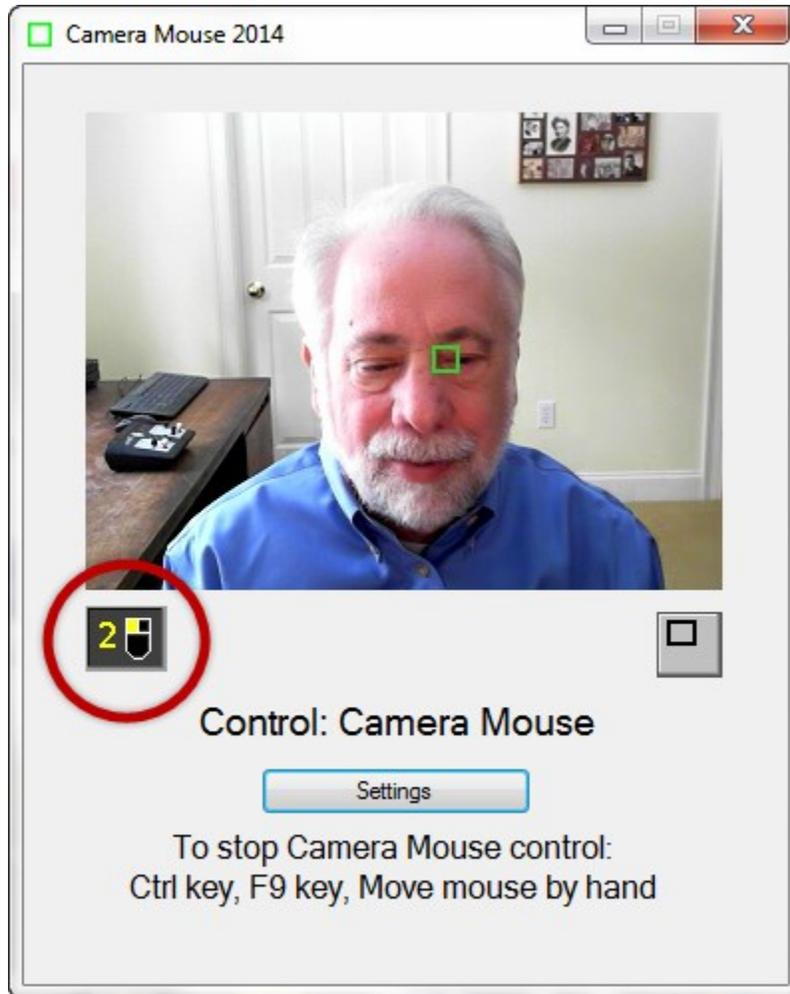 Camera Mouse 2014
2
Control: Camera Mouse
Settings
To stop Camera Mouse control:
Ctrl key, F9 key, Move mouse by hand